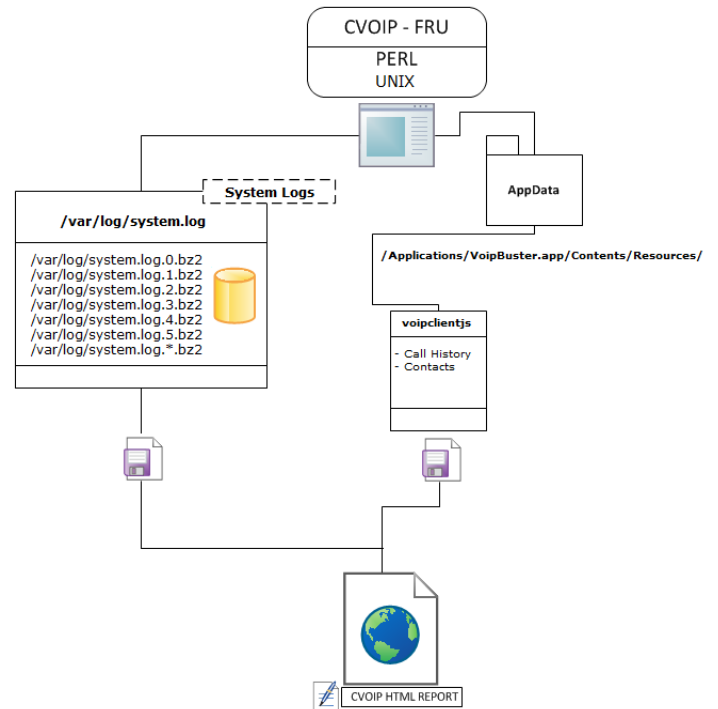 CVOIP - FRU
PERL
UNIX
System Logs
/var/log/system.log
/var/log/system.log.0.bz2
/var/log/system.log.1.bz2
/var/log/system.log.2.bz2
/var/log/system.log.3.bz2
/var/log/system.log.4.bz2
/var/log/system.log.5.bz2
/var/log/system.log.*.bz2
AppData
/Applications/VoipBuster.app/Contents/Resources/
voipclientjs
- Call History
- Contacts
CVOIP HTML REPORT